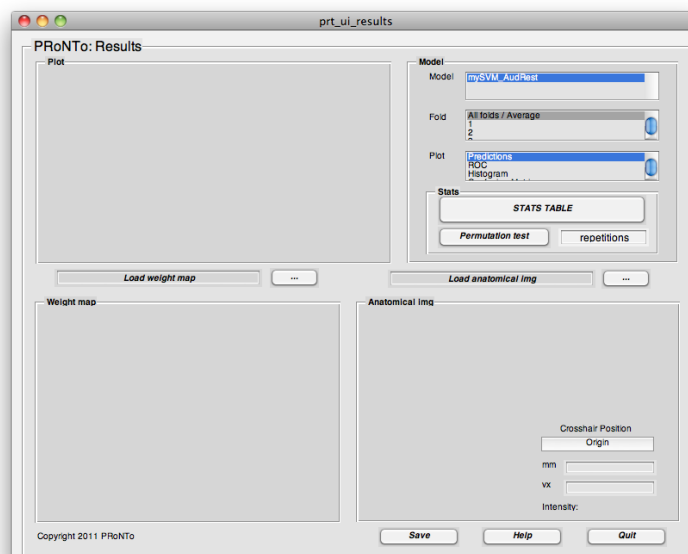 prt_ui_results
PRoNTo: Results
Plot
Model
Model
mySVM_AudRest
Fold
All folds / Average
1
2
Plot
Predictions
ROC
Histogram
Stats
STATS TABLE
Permutation test
repetitions
Load weight map
...
Load anatomical img
...
Weight map
Anatomical img
Crosshair Position
Origin
mm
vx
Intensity:
Copyright 2011 PRoNTo
Save
Help
Quit